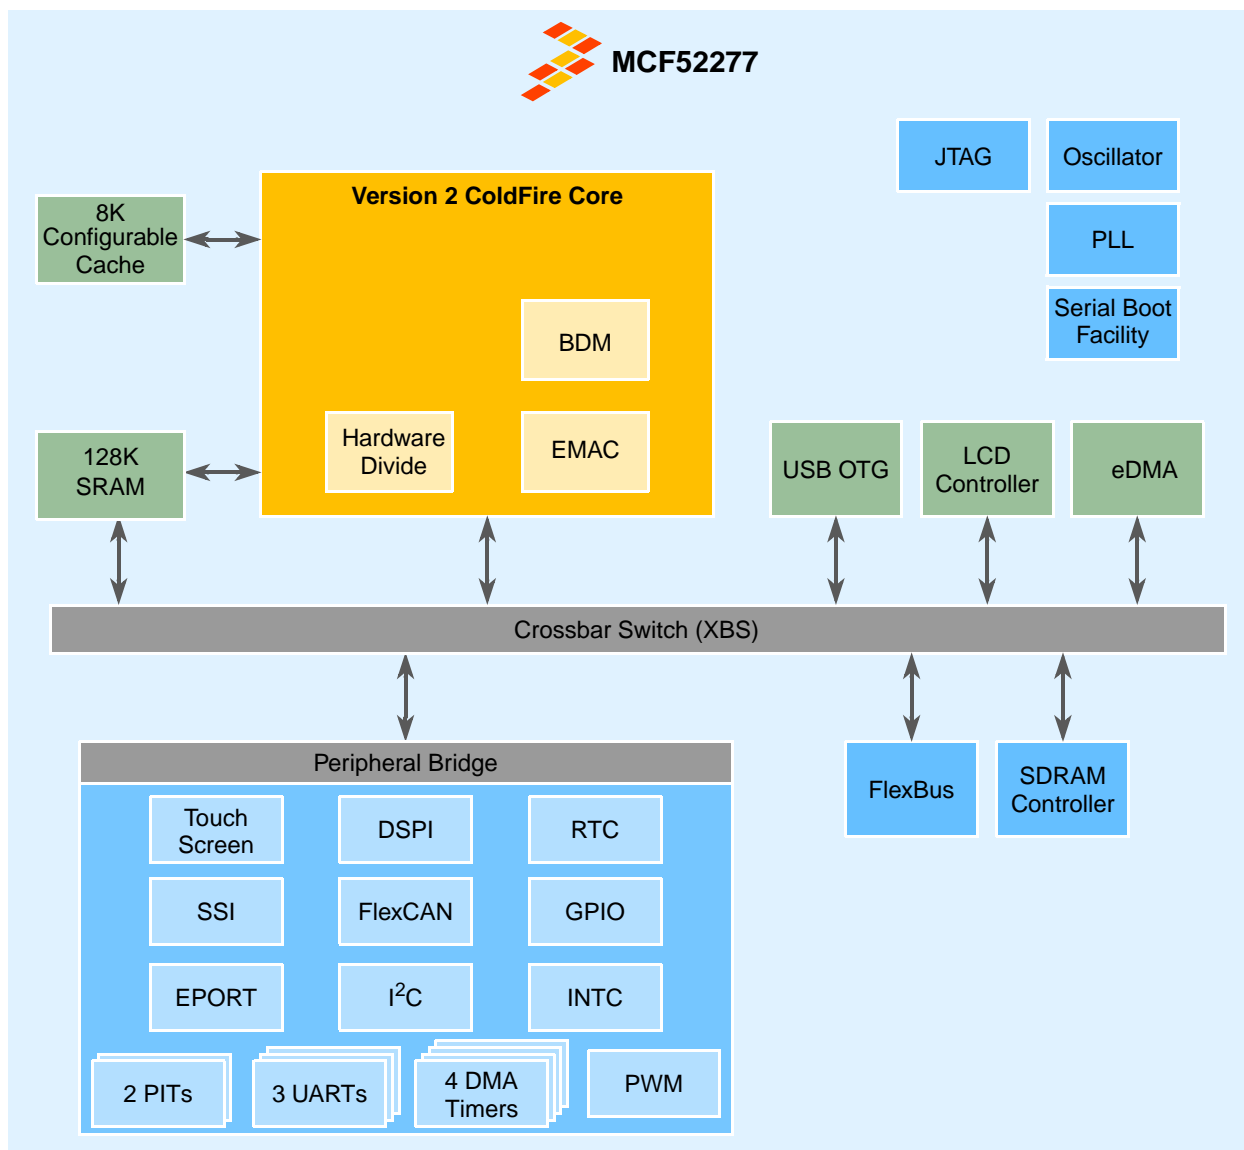 MCF52277
JTAG
Oscillator
Version 2 ColdFire Core
8K
Configurable
Cache
PLL
Serial Boot
Facility
BDM
Hardware
Divide
EMAC
128K
SRAM
USB OTG
LCD
Controller
eDMA
Crossbar Switch (XBS)
Peripheral Bridge
FlexBus
SDRAM
Controller
Touch
Screen
DSPI
RTC
SSI
FlexCAN
GPIO
EPORT
I²C
INTC
2 PITs
3 UARTs
4 DMA
Timers
PWM